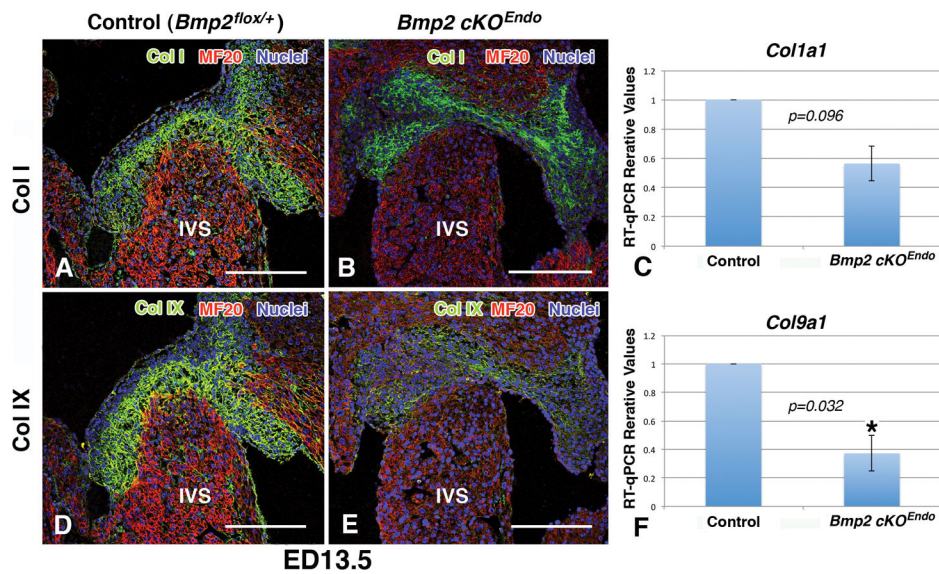 Control (Bmp2flox/+)
Bmp2 cKOEndo
Col I
Col I MF20 Nuclei
IVS
A
Col I MF20 Nuclei
IVS
B
Col1a1
RT-qPCR Rerative Values
1.2
1
0.8
0.6
0.4
0.2
0
p=0.096
Control
Bmp2 cKOEndo
C
Col IX
Col IX MF20 Nuclei
IVS
D
Col IX MF20 Nuclei
IVS
E
Col9a1
RT-qPCR Rerative Values
1.2
1
0.8
0.6
0.4
0.2
0
p=0.032
*
Control
Bmp2 cKOEndo
F
ED13.5